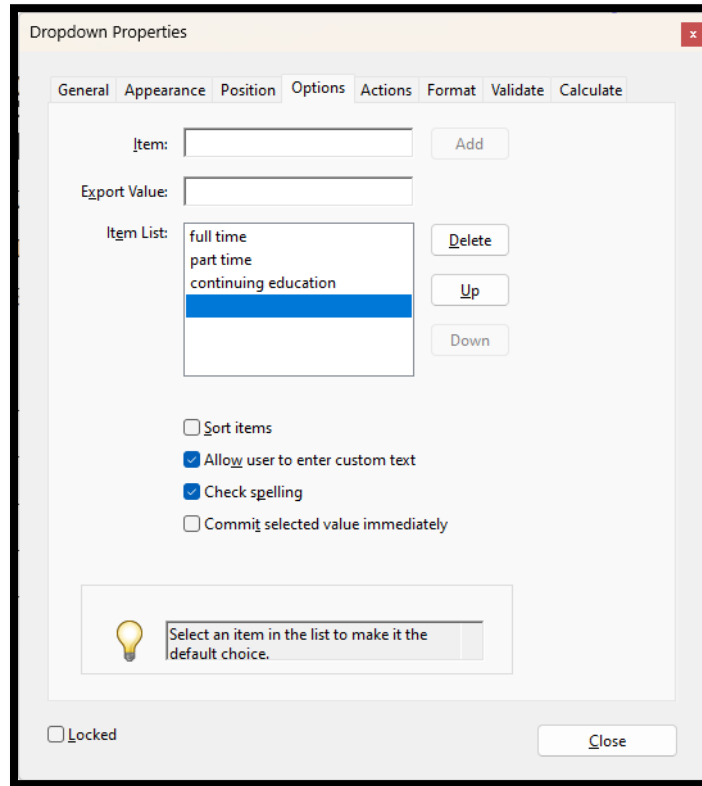 Dropdown Properties
x
General Appearance Position Options Actions Format Validate Calculate
Item: Add
Export Value:
Item List:
full time
part time
continuing education
Delete
Up
Down
Sort items
Allow user to enter custom text
Check spelling
Commit selected value immediately
Select an item in the list to make it the
default choice.
Locked
Close